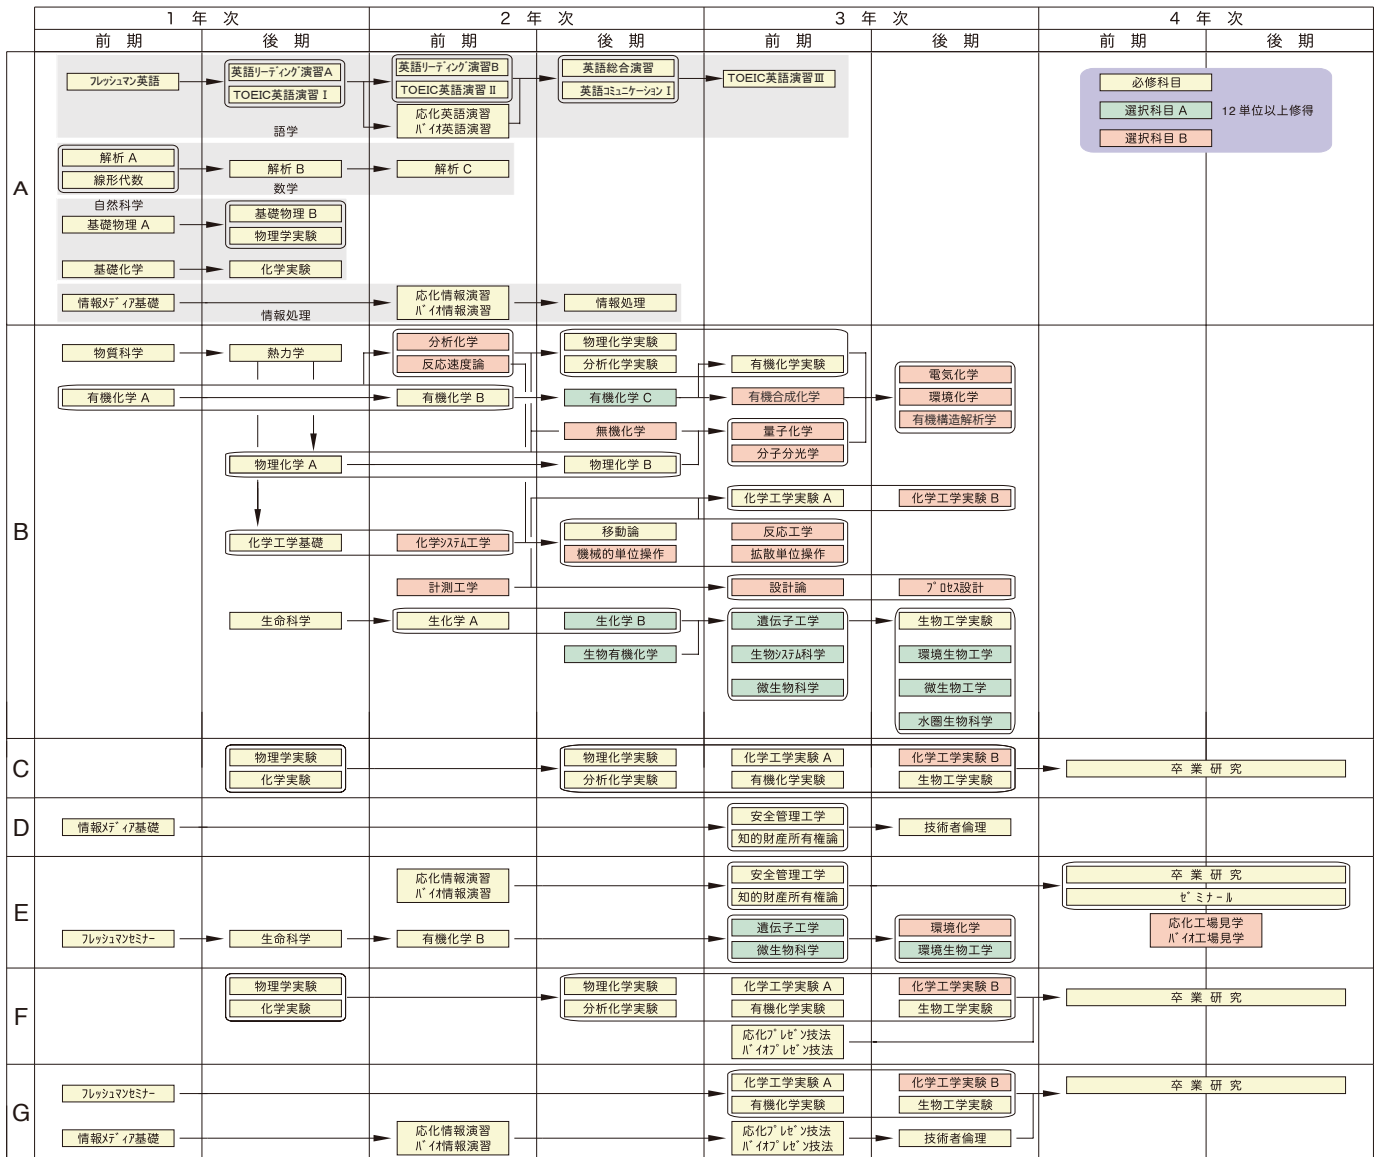 1 年 次
2 年 次
3 年 次
4 年 次
前 期
後 期
前 期
後 期
前 期
後 期
前 期
後 期
A
フレッシュマン英語
英語リーディング演習A
TOEIC英語演習 I
英語リーディング演習B
TOEIC英語演習 II
応化英語演習
バイオ英語演習
英語総合演習
英語コミュニケーション I
TOEIC英語演習Ⅲ
語学
必修科目
選択科目 A
12 単位以上修得
選択科目 B
解析 A
線形代数
解析 B
解析 C
数学
自然科学
基礎物理 A
基礎物理 B
物理学実験
基礎化学
化学実験
情報メディア基礎
応化情報演習
バイオ情報演習
情報処理
情報処理
B
物質科学
熱力学
分析化学
反応速度論
物理化学実験
分析化学実験
有機化学実験
有機化学 A
有機化学 B
有機化学 C
有機合成化学
電気化学
環境化学
有機構造解析学
無機化学
量子化学
分子分光学
物理化学 A
物理化学 B
化学工学実験 A
化学工学実験 B
化学工学基礎
化学システム工学
移動論
機械的単位操作
反応工学
拡散単位操作
計測工学
設計論
プロセス設計
生命科学
生化学 A
生化学 B
生物有機化学
遺伝子工学
生物システム科学
微生物科学
生物工学実験
環境生物工学
微生物工学
水圏生物科学
C
物理学実験
化学実験
物理化学実験
分析化学実験
化学工学実験 A
有機化学実験
化学工学実験 B
生物工学実験
卒 業 研 究
D
情報メディア基礎
安全管理工学
知的財産所有権論
技術者倫理
E
応化情報演習
バイオ情報演習
安全管理工学
知的財産所有権論
卒 業 研 究
ゼミナール
フレッシュマンセミナー
生命科学
有機化学 B
遺伝子工学
微生物科学
環境化学
環境生物工学
応化工場見学
バイオ工場見学
F
物理学実験
化学実験
物理化学実験
分析化学実験
化学工学実験 A
有機化学実験
化学工学実験 B
生物工学実験
卒 業 研 究
応化プレゼン技法
バイオプレゼン技法
G
フレッシュマンセミナー
化学工学実験 A
有機化学実験
化学工学実験 B
生物工学実験
卒 業 研 究
情報メディア基礎
応化情報演習
バイオ情報演習
応化プレゼン技法
バイオプレゼン技法
技術者倫理